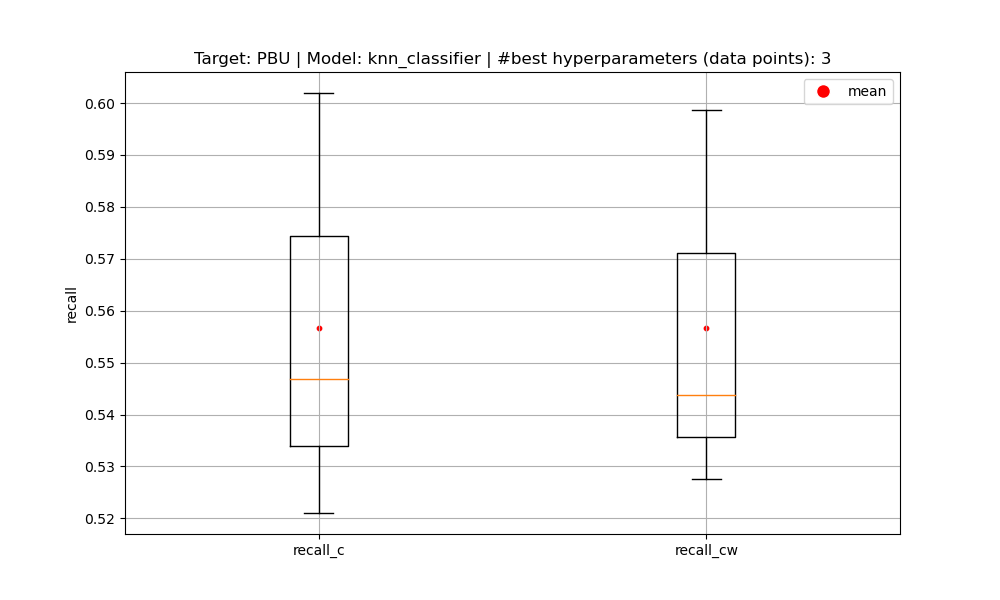 Target: PBU | Model: knn_classifier | #best hyperparameters (data points): 3
mean
0.60
0.59
0.58
0.57
0.56
0.55
0.54
0.53
0.52
recall
recall_c
recall_cw